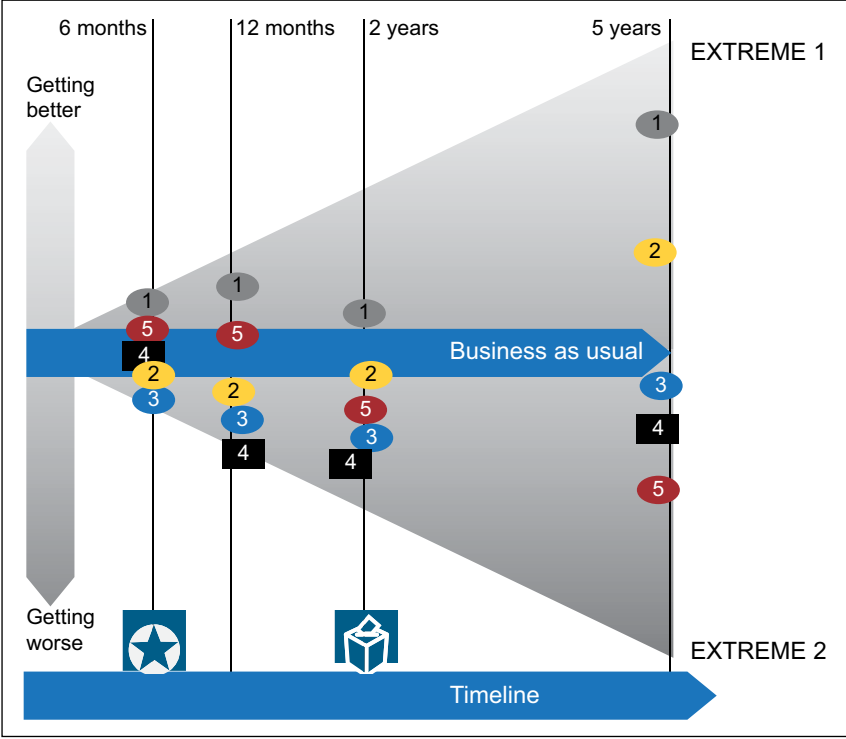 6 months
12 months
2 years
5 years
EXTREME 1
Getting
better
1
1
1
1
2
5
5
4
Business as usual
2
2
2
3
3
3
3
5
4
4
4
5
Getting
worse
EXTREME 2
Timeline